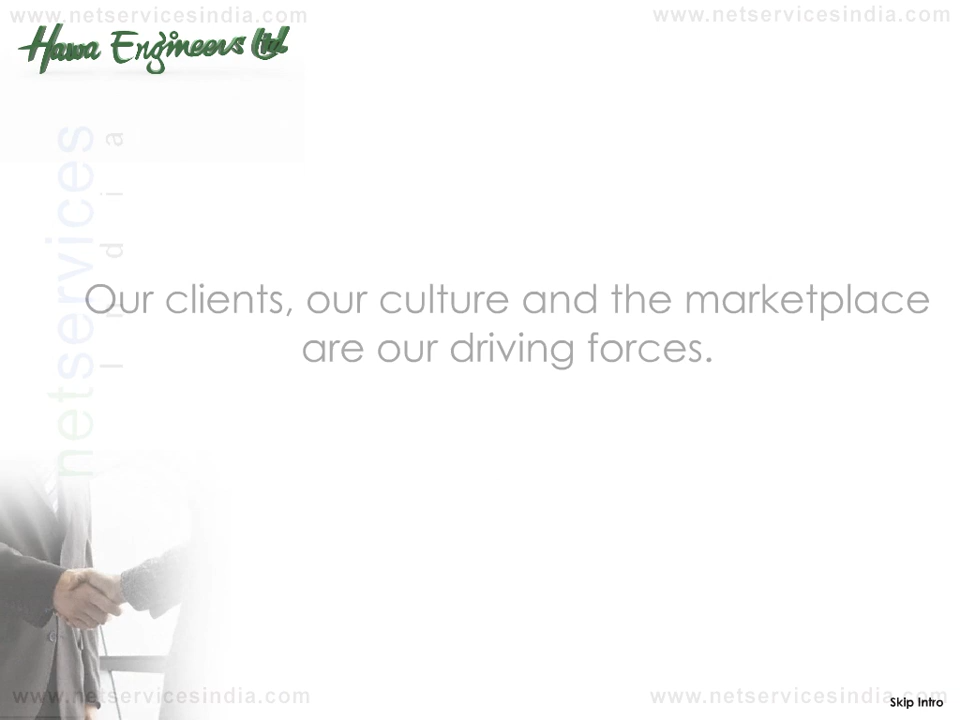 www.netservicesindia.com
www.netservicesindia.com
Hawa Engineers Ltd
netservices
India
Our clients, our culture and the marketplace
are our driving forces.
www.netservicesindia.com
www.netservicesindia.com
Skip Intro